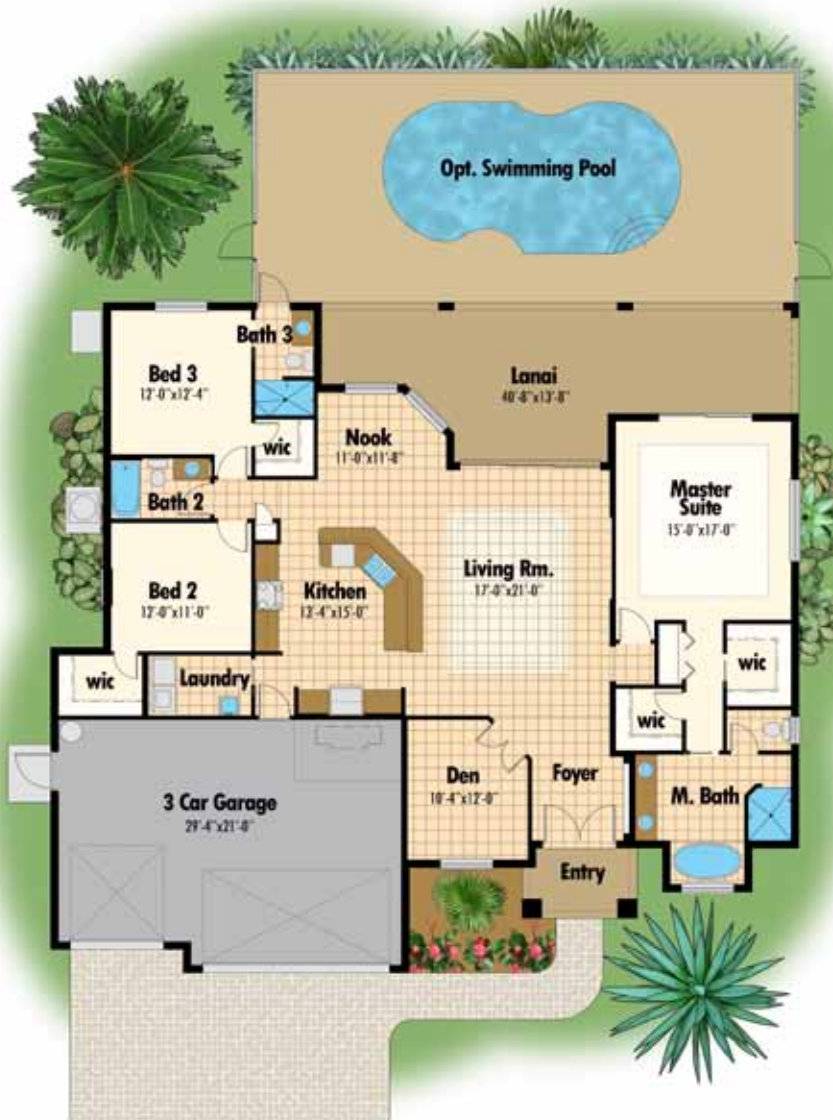 Opt. Swimming Pool
Bath 3
Bed 3
12'-0"x12'-4"
Lanai
40'-8"x13'-8"
wic
Nook
11'-0"x11'-8"
Bath 2
Master
Suite
15'-0"x17'-0"
Bed 2
12'-0"x11'-0"
Kitchen
13'-4"x15'-0"
Living Rm.
17'-0"x21'-0"
wic
Laundry
wic
wic
3 Car Garage
29'-4"x21'-0"
Den
10'-4"x12'-0"
Foyer
M. Bath
Entry